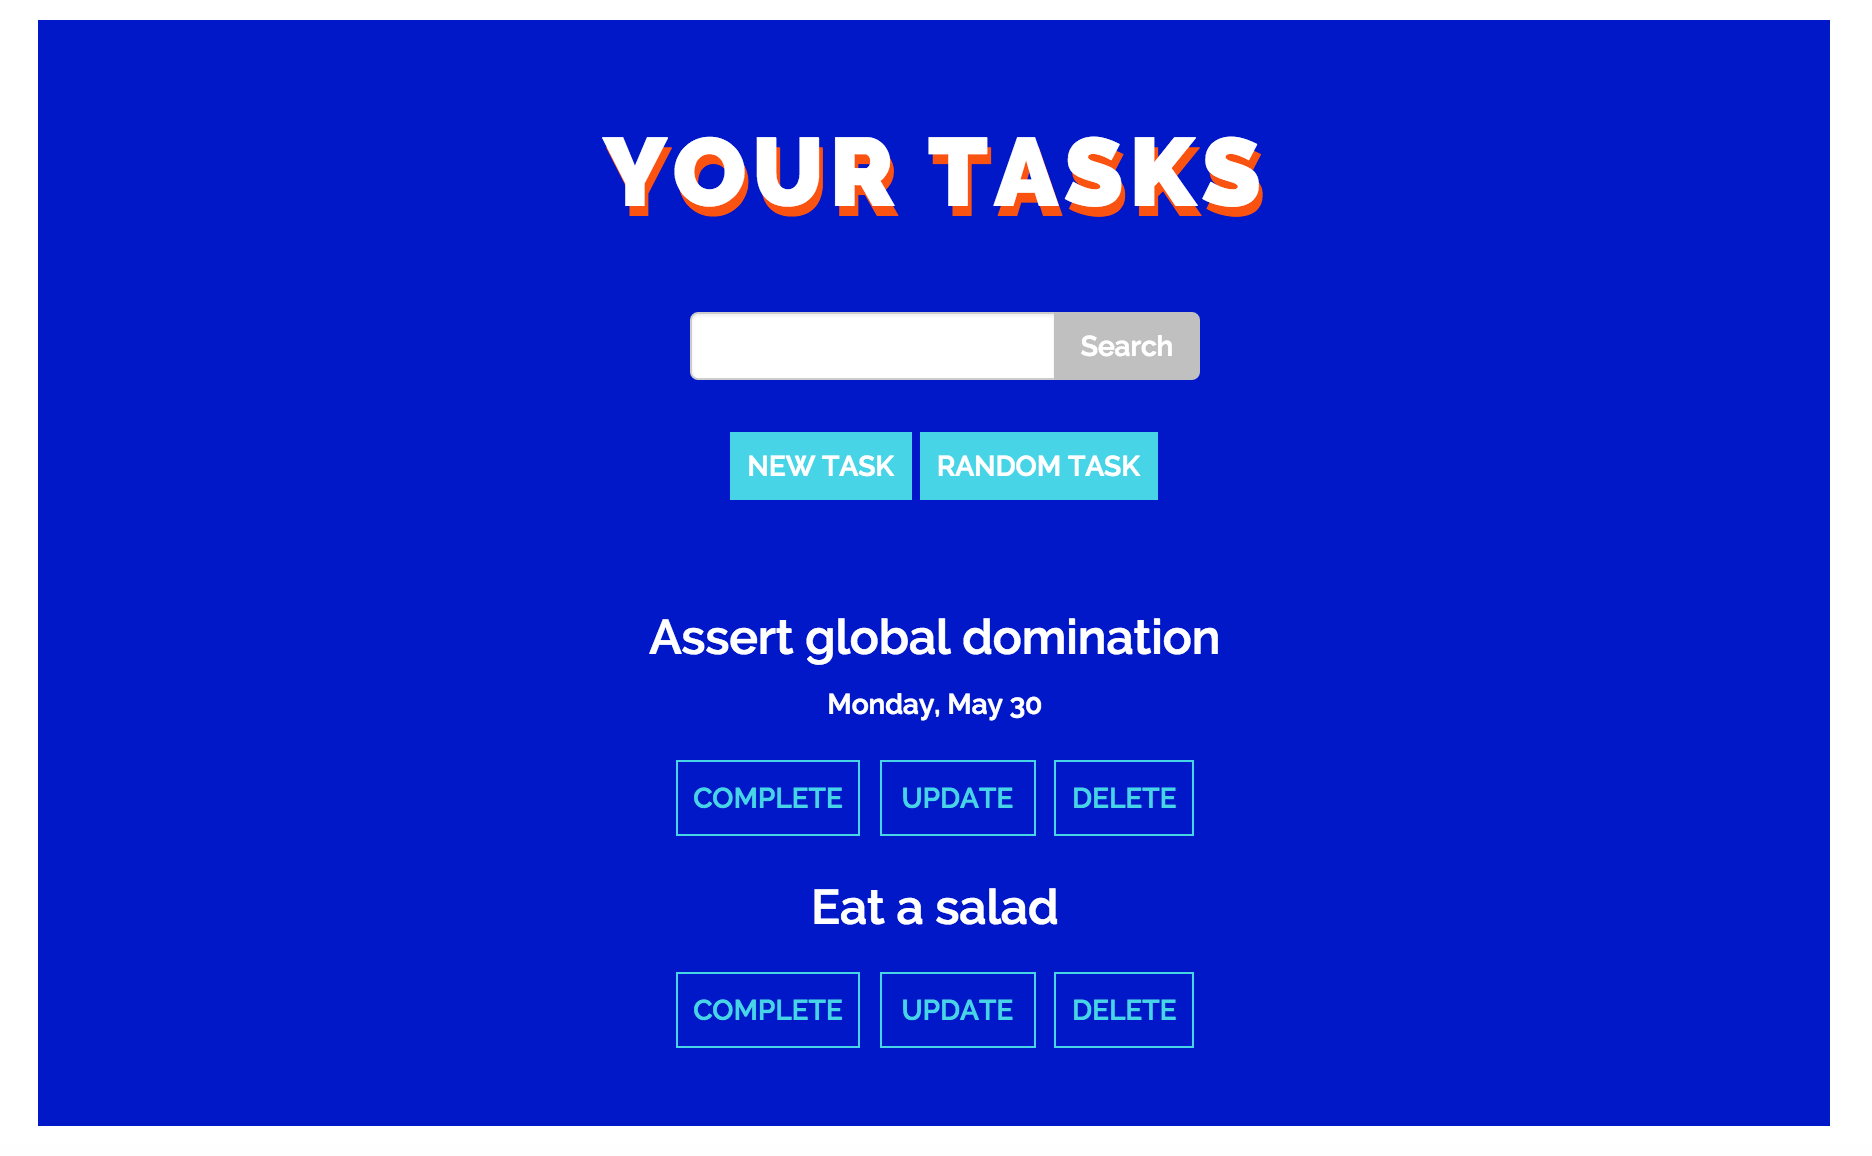 YOUR TASKS
Search
NEW TASK RANDOM TASK
Assert global domination
Monday, May 30
COMPLETE UPDATE DELETE
Eat a salad
COMPLETE UPDATE DELETE